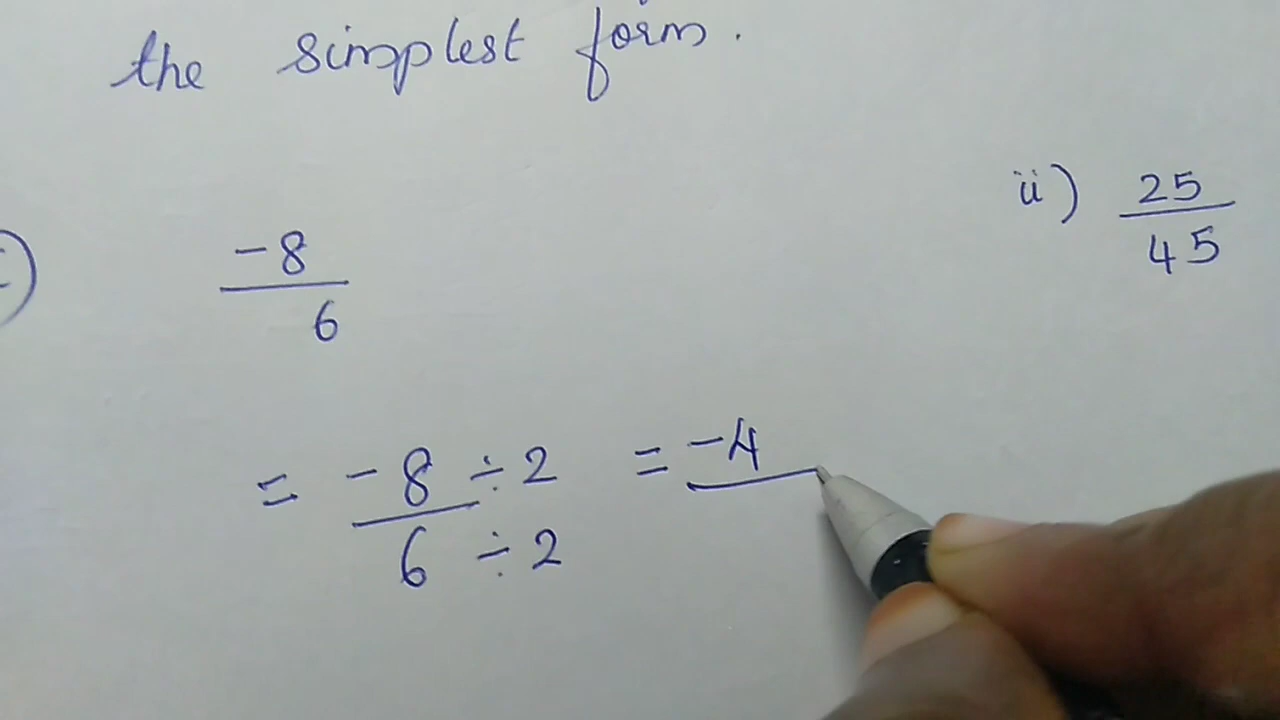 the simplest form.
-8/6
ii) 25/45
= -8 ÷ 2 / 6 ÷ 2 = -4